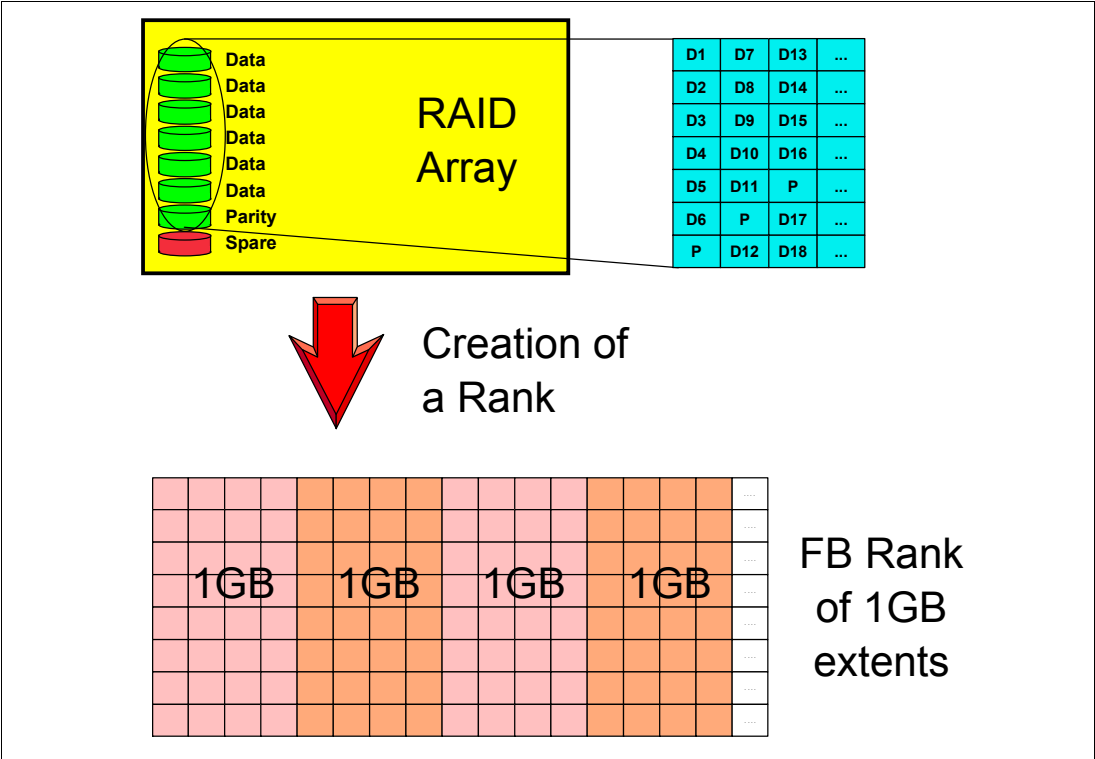 Data
Data
Data
Data
Data
Data
Parity
Spare
RAID
Array
D1 D7 D13 ...
D2 D8 D14 ...
D3 D9 D15 ...
D4 D10 D16 ...
D5 D11 P ...
D6 P D17 ...
P D12 D18 ...
Creation of
a Rank
1GB 1GB 1GB 1GB
....
....
....
....
....
....
....
....
FB Rank
of 1GB
extents